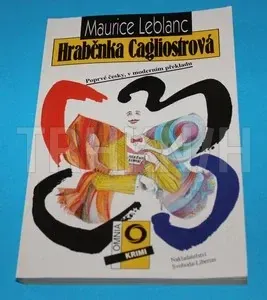 Maurice Leblanc
Hraběnka Cagliostrová
Poprvé česky, v moderním překladu
OMNIA
KRIMI
Nakladatelství
Svoboda-Libertas